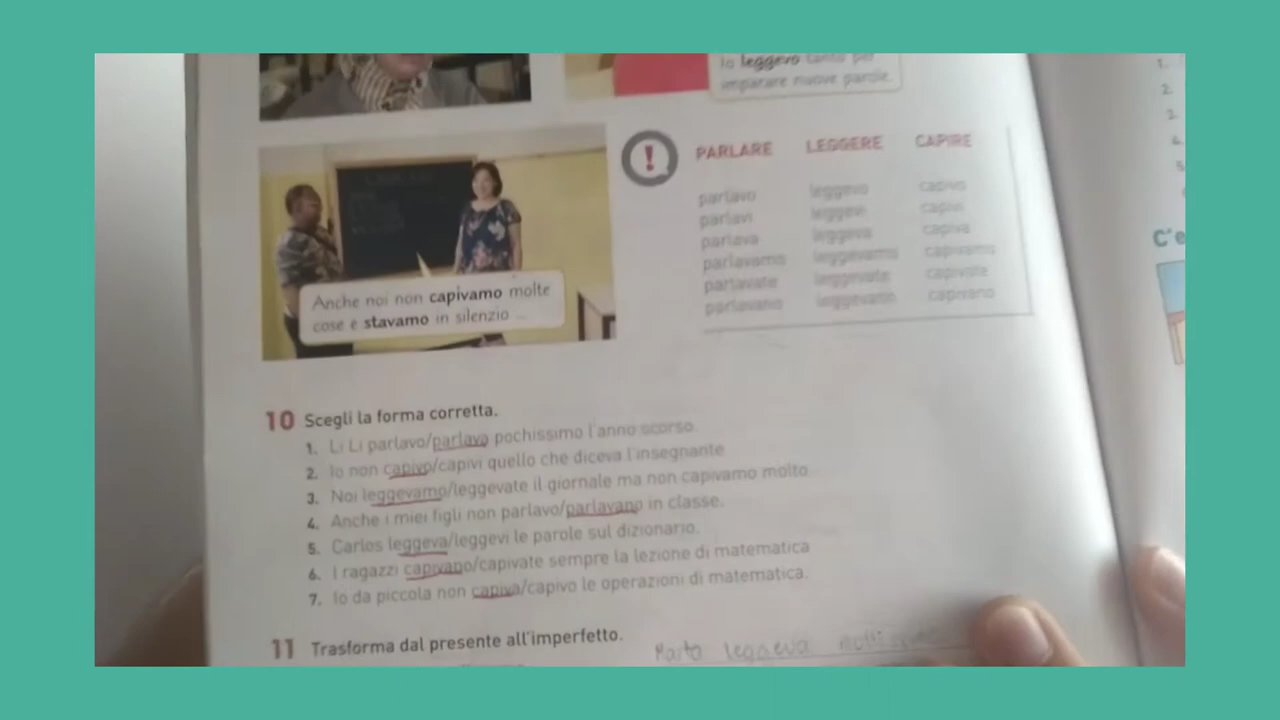 Io leggevo tanto per
imparare nuove parole.
PARLARE LEGGERE CAPIRE
parlavo leggevo capivo
parlavi leggevi capivi
parlava leggeva capiva
parlavamo leggevamo capivamo
parlavate leggevate capivate
parlavano leggevano capivano
Anche noi non capivamo molte
cose e stavamo in silenzio ...
10 Scegli la forma corretta.
1. Li Li parlavo/parlava pochissimo l'anno scorso.
2. Io non capivo/capivi quello che diceva l'insegnante
3. Noi leggevamo/leggevate il giornale ma non capivamo molto.
4. Anche i miei figli non parlavo/parlavano in classe.
5. Carlos leggeva/leggevi le parole sul dizionario.
6. I ragazzi capivano/capivate sempre la lezione di matematica
7. Io da piccola non capiva/capivo le operazioni di matematica.
11 Trasforma dal presente all'imperfetto.
leggeva
1.
2.
3.
4.
5.
C'e